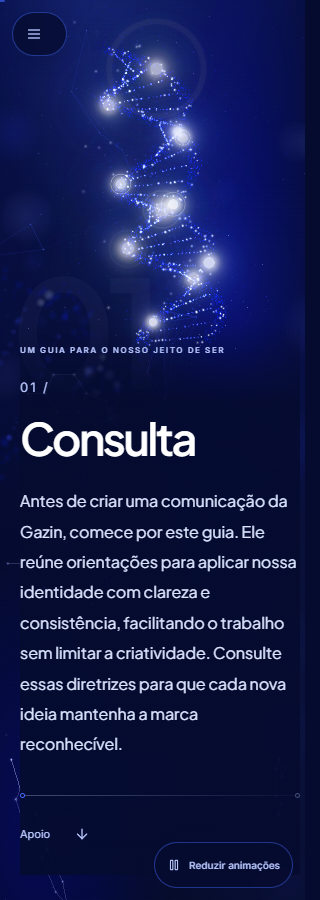 UM GUIA PARA O NOSSO JEITO DE SER
01 /
Consulta
Antes de criar uma comunicação da
Gazin, comece por este guia. Ele
reúne orientações para aplicar nossa
identidade com clareza e
consistência, facilitando o trabalho
sem limitar a criatividade. Consulte
essas diretrizes para que cada nova
ideia mantenha a marca
reconhecível.
Apoio
Reduzir animações